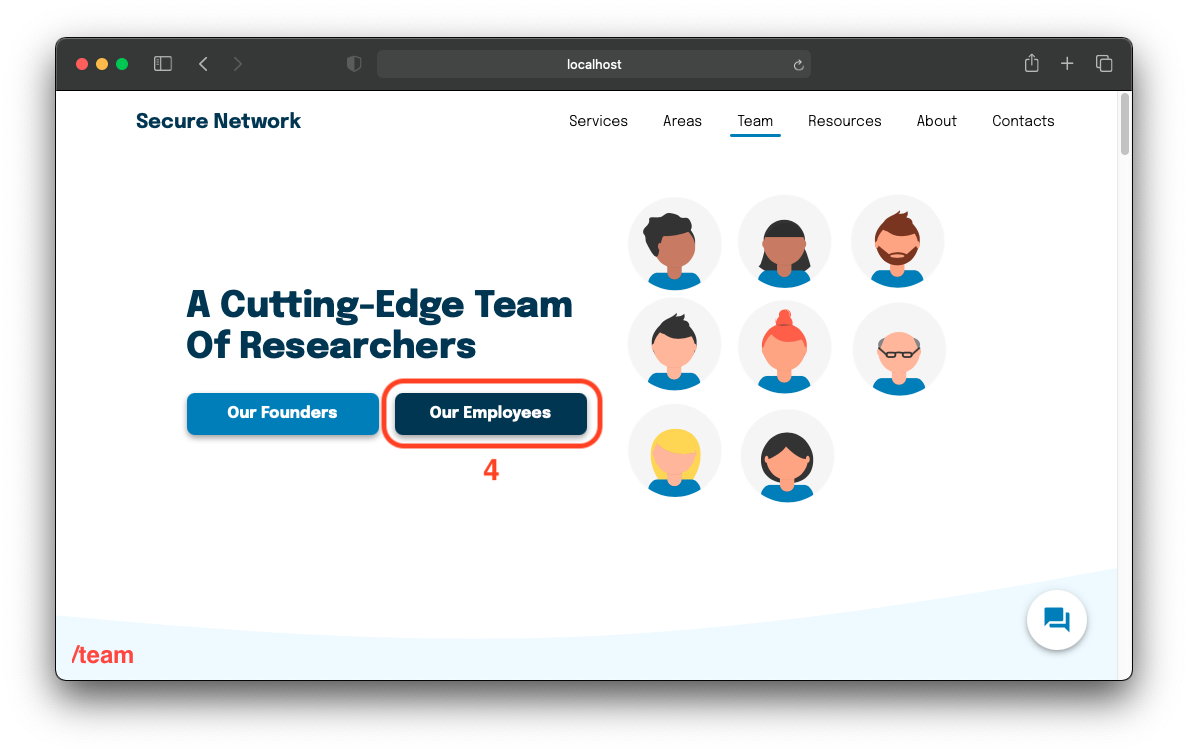 localhost
Secure Network
Services Areas Team Resources About Contacts
A Cutting-Edge Team
Of Researchers
Our Founders Our Employees
4
/team